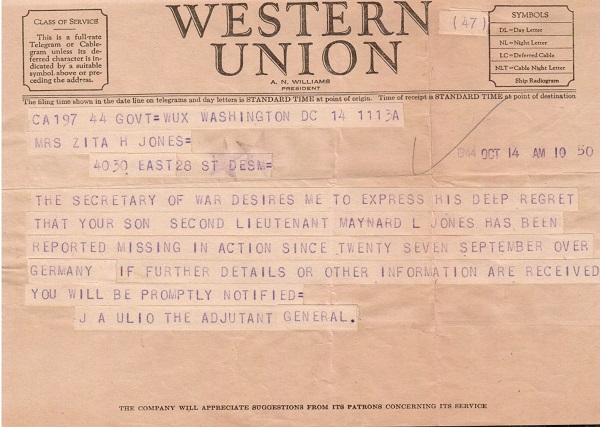 CLASS OF SERVICE
This is a full-rate
Telegram or Cable-
gram unless its de-
ferred character is in-
dicated by a suitable
symbol above or pre-
ceding the address.
WESTERN
UNION
A. N. WILLIAMS
PRESIDENT
(47)
SYMBOLS
DL=Day Letter
NL=Night Letter
LC=Deferred Cable
NLT=Cable Night Letter
Ship Radiogram
The filing time shown in the date line on telegrams and day letters is STANDARD TIME at point of origin. Time of receipt is STANDARD TIME at point of destination
CA197 44 GOVT=WUX WASHINGTON DC 14 1113A
MRS ZITA H JONES=
4030 EAST 28 ST DESM=
1944 OCT 14 AM 10 50
THE SECRETARY OF WAR DESIRES ME TO EXPRESS HIS DEEP REGRET
THAT YOUR SON SECOND LIEUTENANT MAYNARD L JONES HAS BEEN
REPORTED MISSING IN ACTION SINCE TWENTY SEVEN SEPTEMBER OVER
GERMANY IF FURTHER DETAILS OR OTHER INFORMATION ARE RECEIVED
YOU WILL BE PROMPTLY NOTIFIED=
J A ULIO THE ADJUTANT GENERAL.
THE COMPANY WILL APPRECIATE SUGGESTIONS FROM ITS PATRONS CONCERNING ITS SERVICE